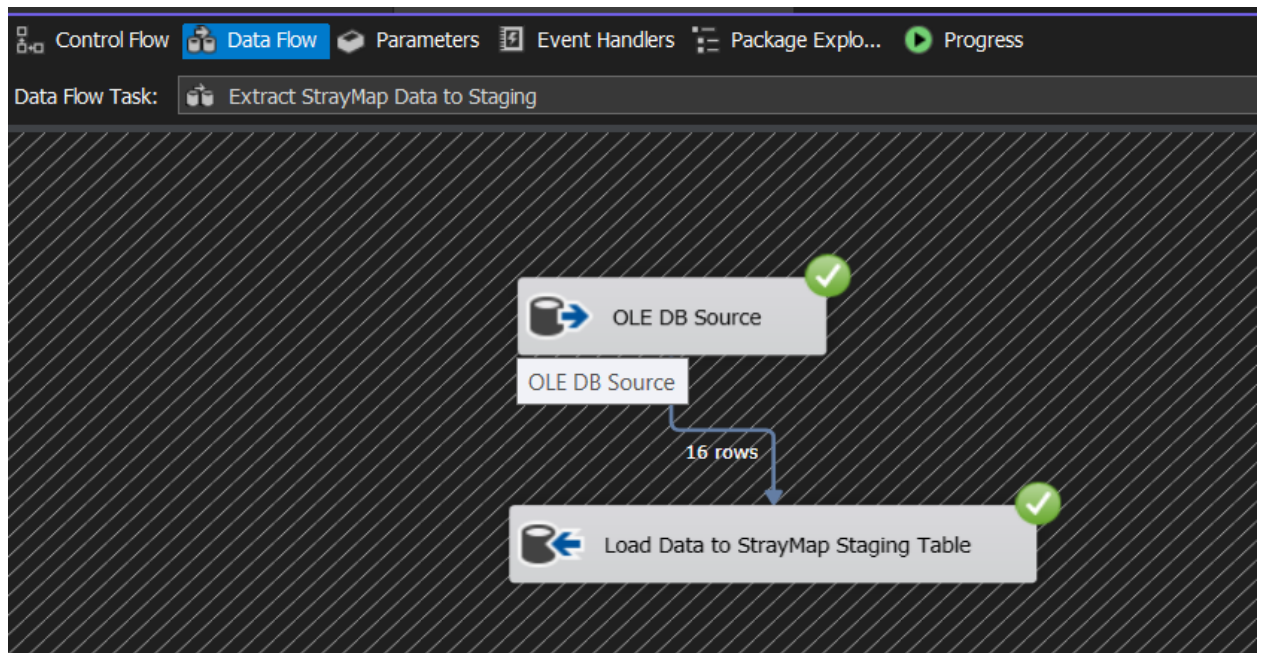 Control Flow Data Flow Parameters Event Handlers Package Explo... Progress
Data Flow Task: Extract StrayMap Data to Staging
OLE DB Source
OLE DB Source
16 rows
Load Data to StrayMap Staging Table